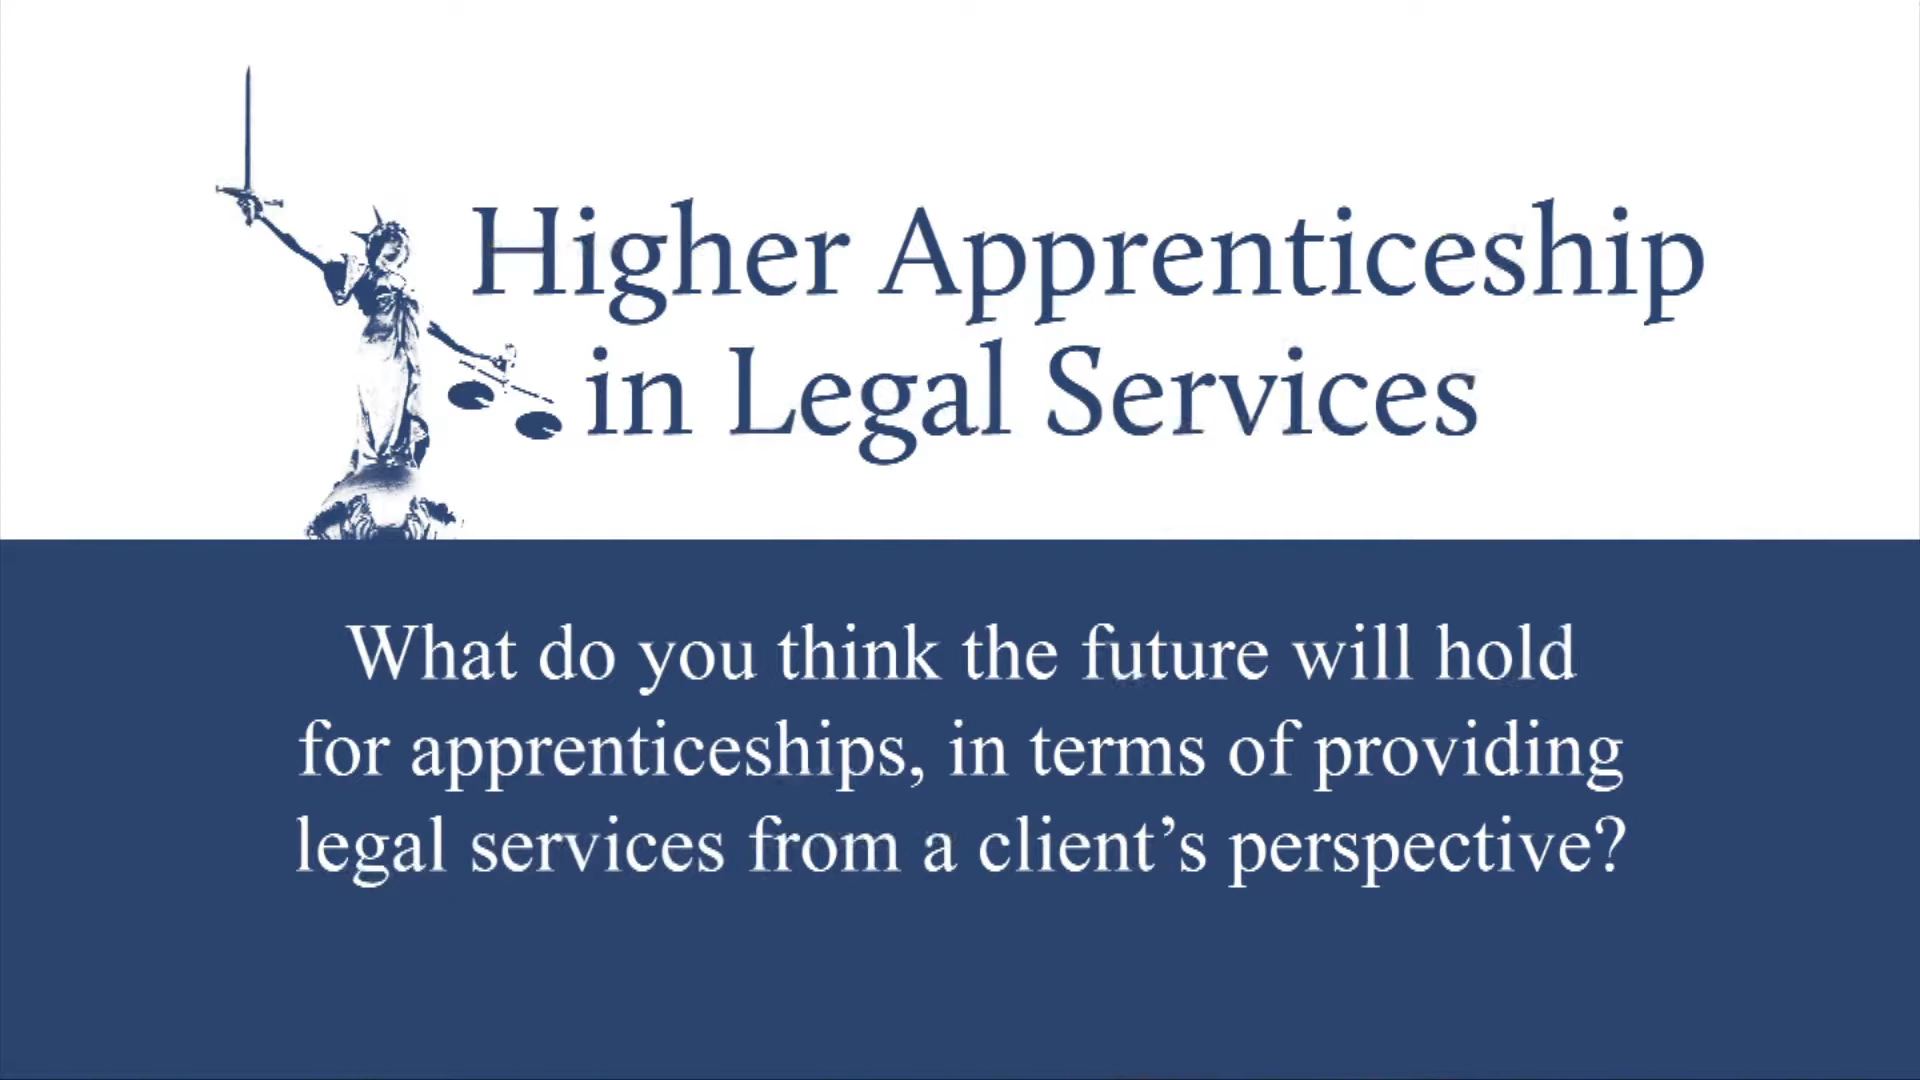 Higher Apprenticeship
in Legal Services
What do you think the future will hold
for apprenticeships, in terms of providing
legal services from a client’s perspective?